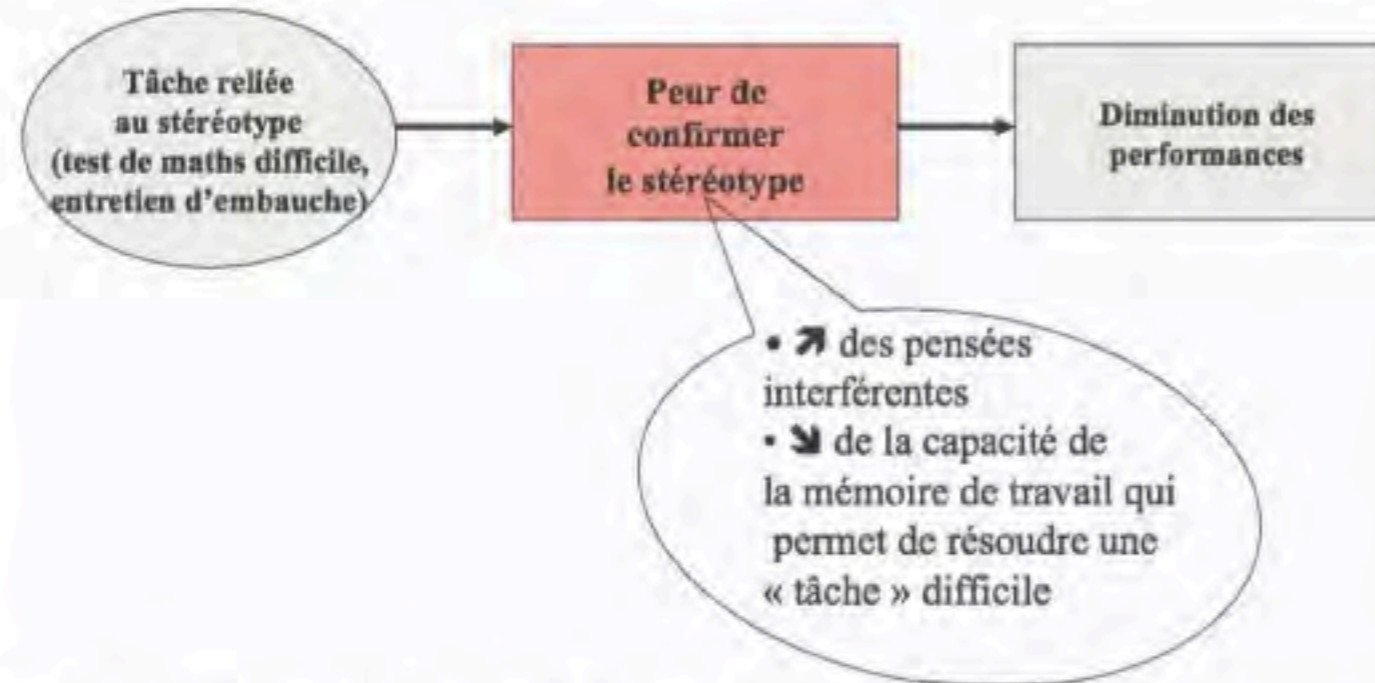 Tâche reliée
au stéréotype
(test de maths difficile,
entretien d'embauche)
Peur de
confirmer
le stéréotype
Diminution des
performances
• ↗ des pensées
interférentes
• ↘ de la capacité de
la mémoire de travail qui
permet de résoudre une
« tâche » difficile